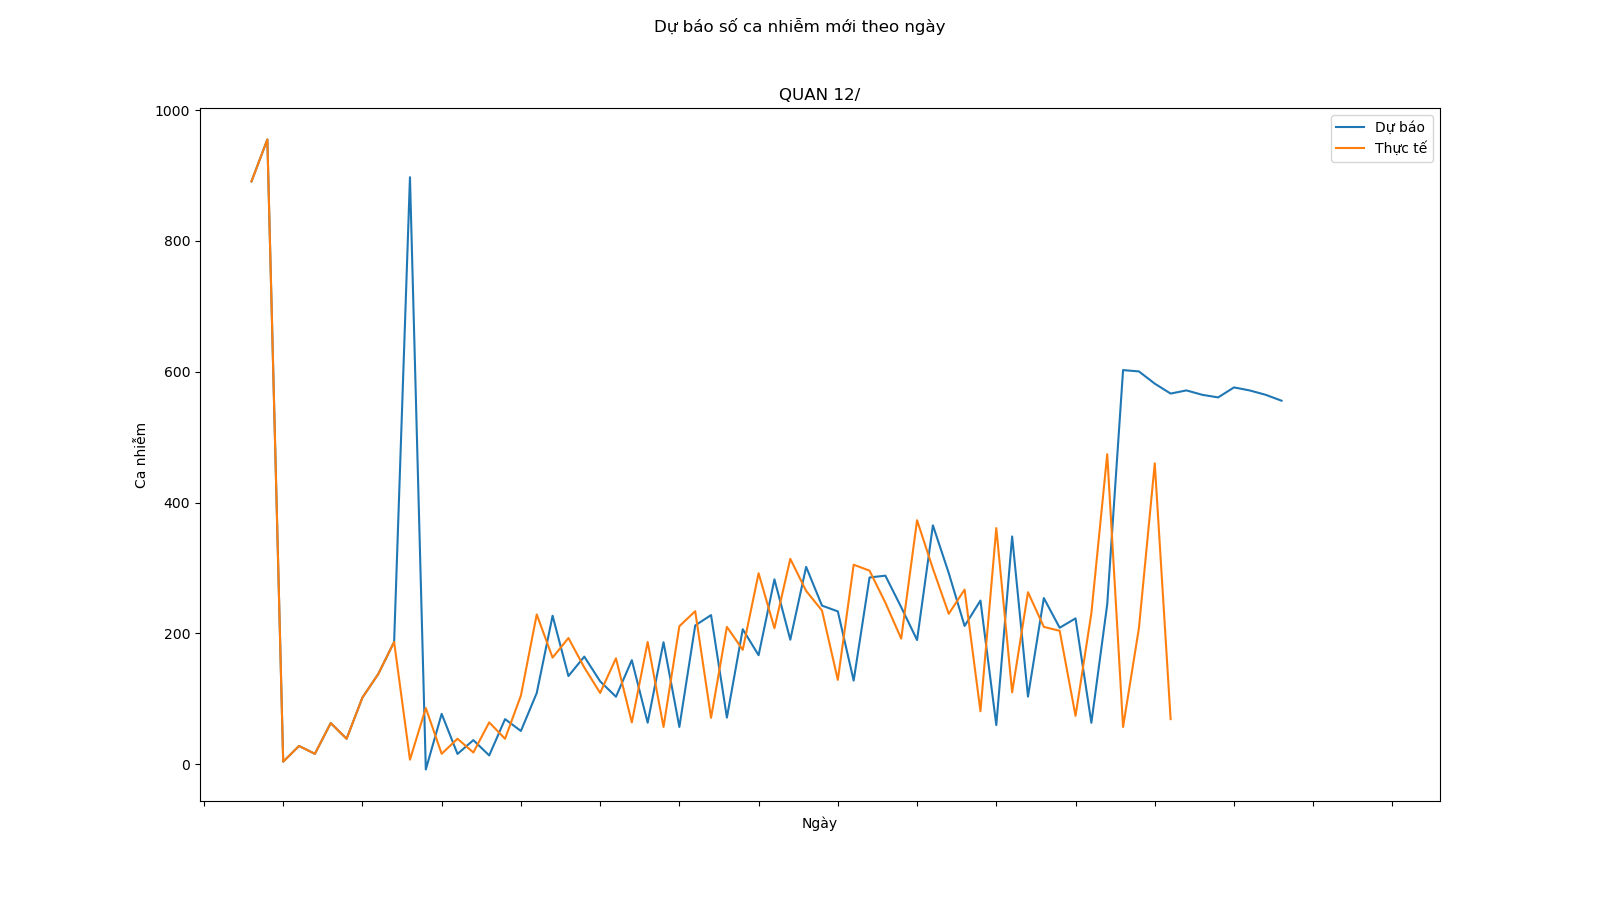 Dự báo số ca nhiễm mới theo ngày
QUAN 12/
1000
800
600
400
200
0
Ca nhiễm
Ngày
Dự báo
Thực tế